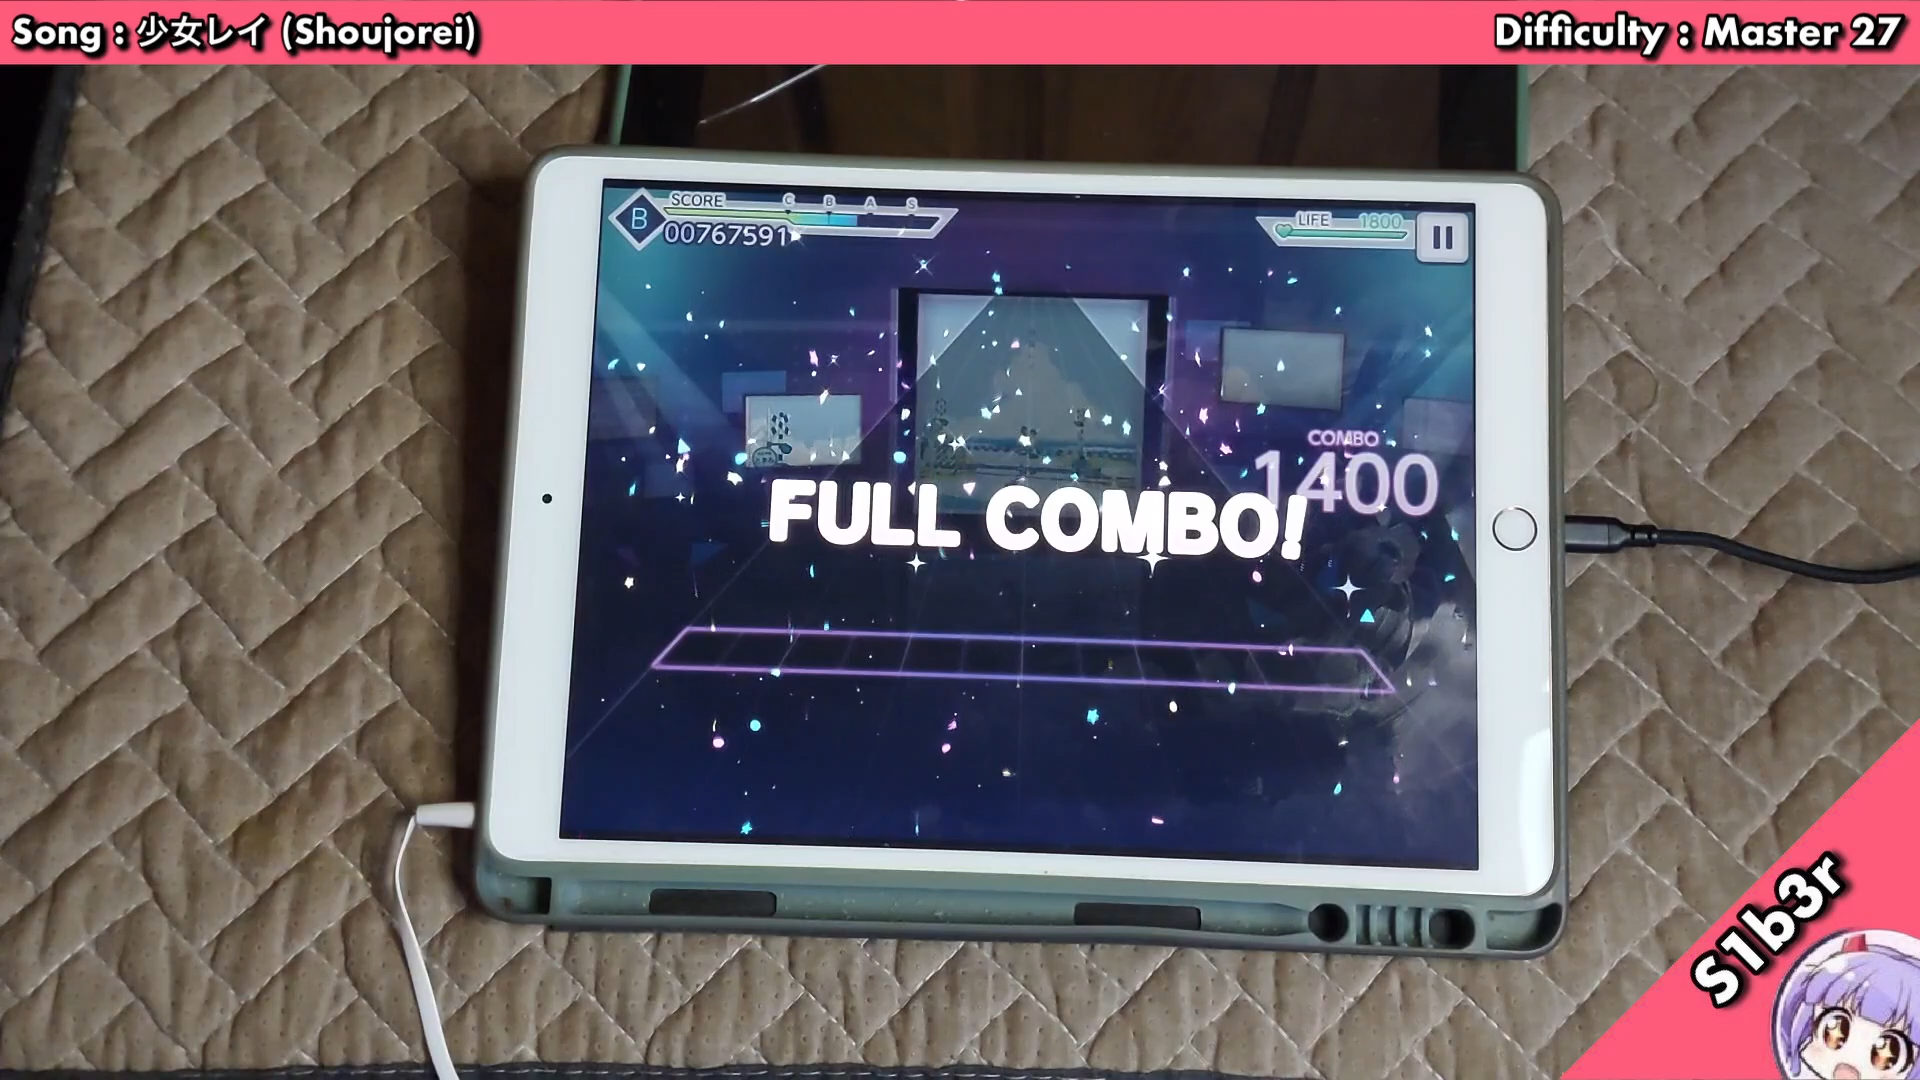 Song : 少女レイ (Shoujorei)
Difficulty : Master 27
B
SCORE
C B A S
00767591
LIFE 1800
COMBO
1400
FULL COMBO!
S1b3r